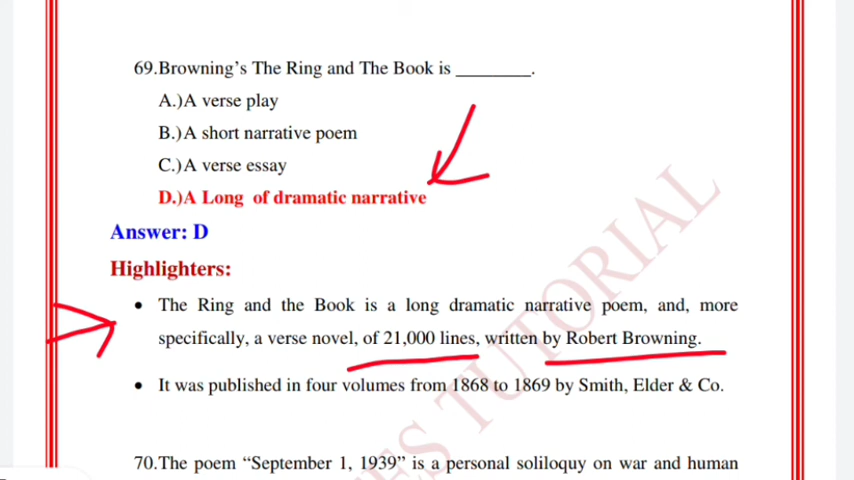 69.Browning's The Ring and The Book is ________.
A.)A verse play
B.)A short narrative poem
C.)A verse essay
D.)A Long of dramatic narrative
Answer: D
Highlighters:
• The Ring and the Book is a long dramatic narrative poem, and, more
specifically, a verse novel, of 21,000 lines, written by Robert Browning.
• It was published in four volumes from 1868 to 1869 by Smith, Elder & Co.
70.The poem “September 1, 1939” is a personal soliloquy on war and human
TUTORIAL